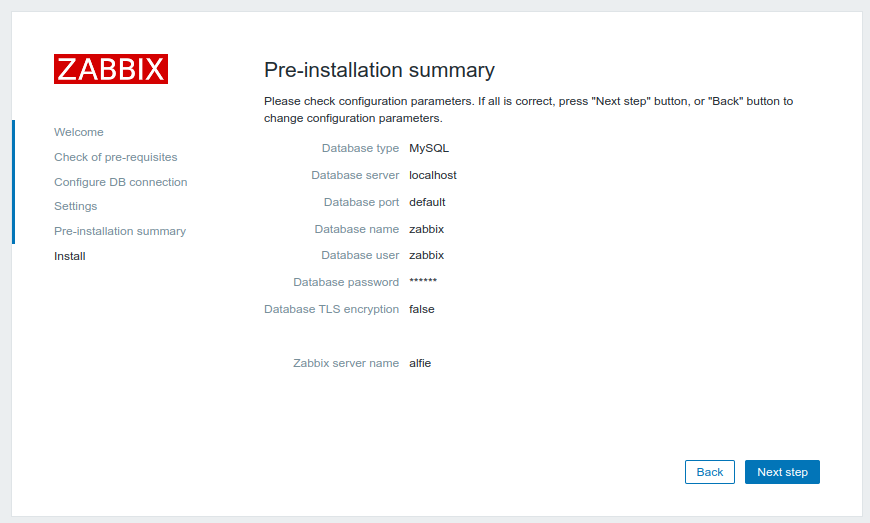 ZABBIX
Welcome
Check of pre-requisites
Configure DB connection
Settings
Pre-installation summary
Install
Pre-installation summary
Please check configuration parameters. If all is correct, press "Next step" button, or "Back" button to
change configuration parameters.
Database type MySQL
Database server localhost
Database port default
Database name zabbix
Database user zabbix
Database password ******
Database TLS encryption false
Zabbix server name alfie
Back Next step